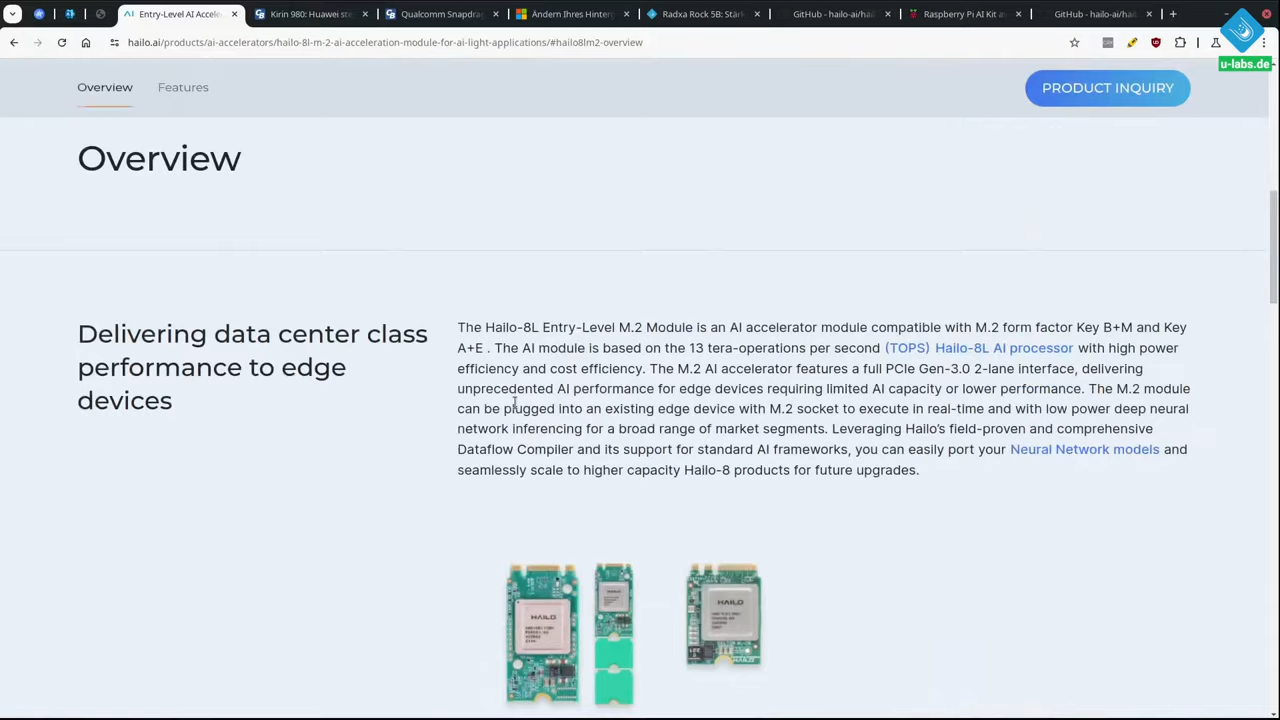 Entry-Level AI Accele
Kirin 980: Huawei ste
Qualcomm Snapdrag
Ändern Ihres Hinterg
Radxa Rock 5B: Stärk
GitHub - hailo-ai/hail
Raspberry Pi AI Kit an
GitHub - hailo-ai/hail
hailo.ai/products/ai-accelerators/hailo-8l-m-2-ai-acceleration-module-for-ai-light-applications/#hailo8lm2-overview
u-labs.de
Overview
Features
PRODUCT INQUIRY
Overview
Delivering data center class
performance to edge
devices
The Hailo-8L Entry-Level M.2 Module is an AI accelerator module compatible with M.2 form factor Key B+M and Key
A+E . The AI module is based on the 13 tera-operations per second (TOPS) Hailo-8L AI processor with high power
efficiency and cost efficiency. The M.2 AI accelerator features a full PCIe Gen-3.0 2-lane interface, delivering
unprecedented AI performance for edge devices requiring limited AI capacity or lower performance. The M.2 module
can be plugged into an existing edge device with M.2 socket to execute in real-time and with low power deep neural
network inferencing for a broad range of market segments. Leveraging Hailo's field-proven and comprehensive
Dataflow Compiler and its support for standard AI frameworks, you can easily port your Neural Network models and
seamlessly scale to higher capacity Hailo-8 products for future upgrades.
HAILO
HAILO